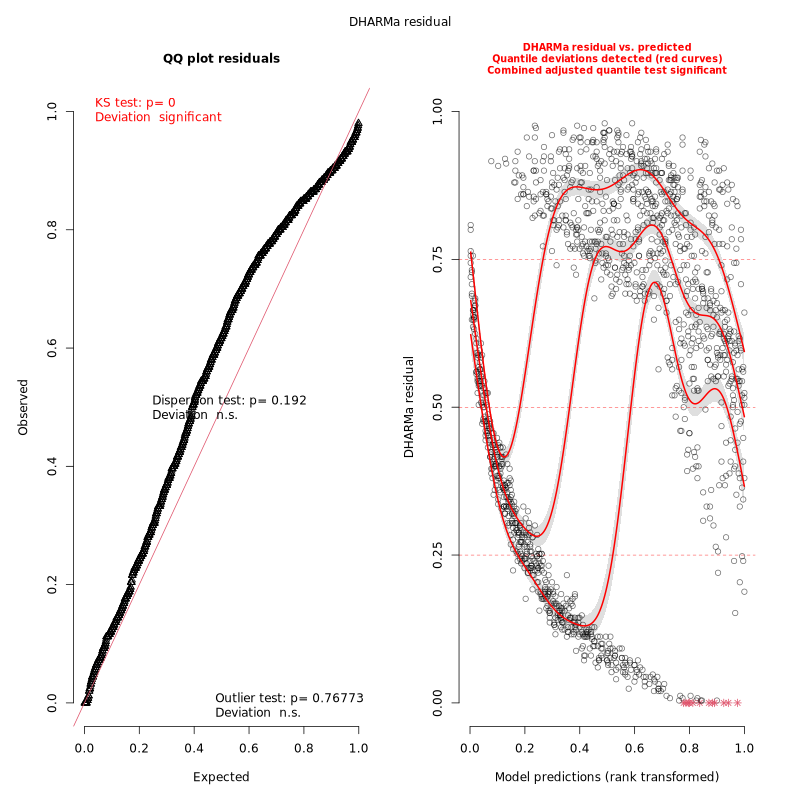 DHARMa residual
QQ plot residuals
KS test: p= 0
Deviation significant
Dispersion test: p= 0.192
Deviation n.s.
Outlier test: p= 0.76773
Deviation n.s.
Observed
0.0
0.2
0.4
0.6
0.8
1.0
0.0
0.2
0.4
0.6
0.8
1.0
Expected
DHARMa residual vs. predicted
Quantile deviations detected (red curves)
Combined adjusted quantile test significant
DHARMa residual
0.00
0.25
0.50
0.75
1.00
0.0
0.2
0.4
0.6
0.8
1.0
Model predictions (rank transformed)